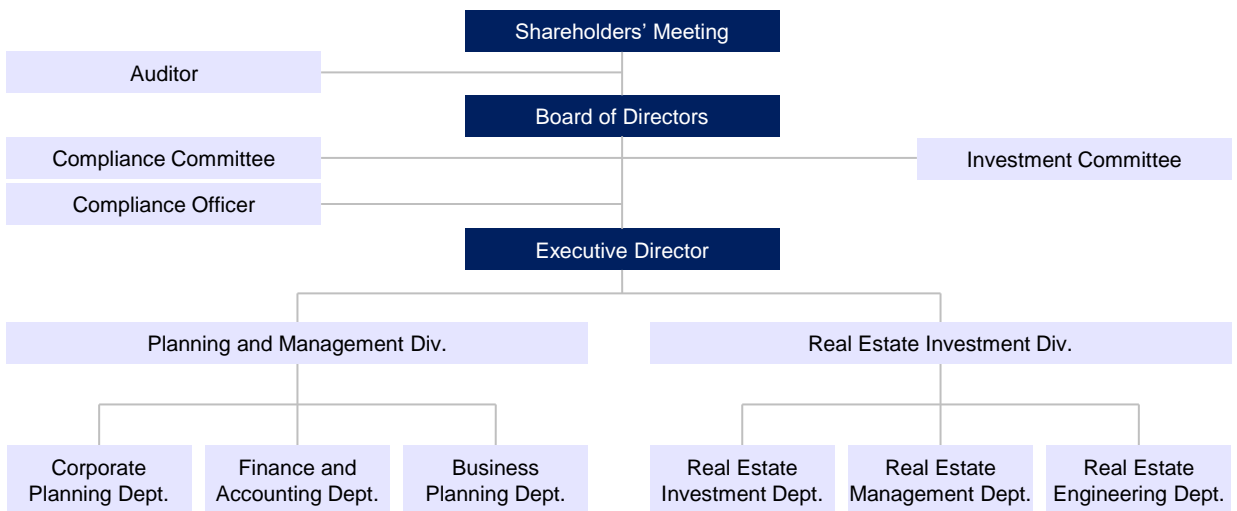 Shareholders’ Meeting
Auditor
Board of Directors
Compliance Committee
Investment Committee
Compliance Officer
Executive Director
Planning and Management Div.
Real Estate Investment Div.
Corporate
Planning Dept.
Finance and
Accounting Dept.
Business
Planning Dept.
Real Estate
Investment Dept.
Real Estate
Management Dept.
Real Estate
Engineering Dept.